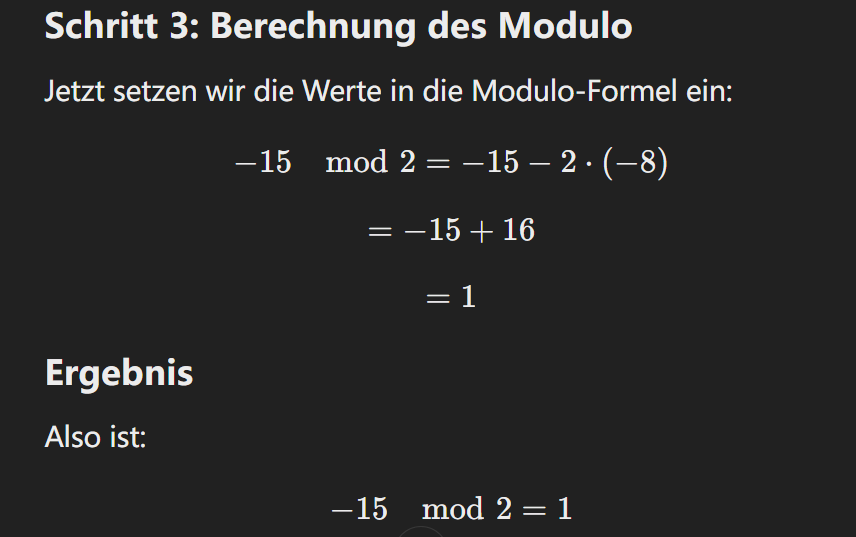 Schritt 3: Berechnung des Modulo
Jetzt setzen wir die Werte in die Modulo-Formel ein:
−15 mod 2 = −15 − 2 · (−8)
= −15 + 16
= 1
Ergebnis
Also ist:
−15 mod 2 = 1